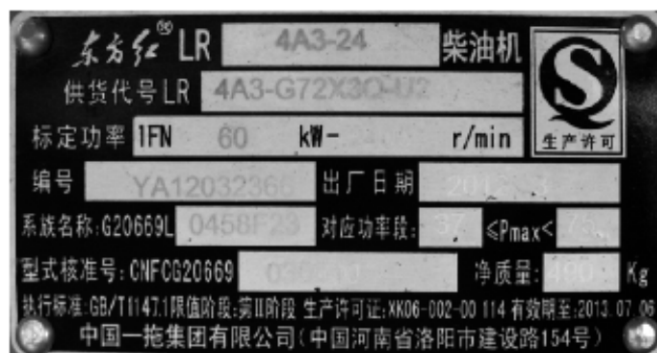 东方红® LR 4A3-24 柴油机
供货代号 LR 4A3-G72X3
标定功率 1FN 60 kW- r/min
生产许可
编号 YA1203236 出厂日期
系族名称:G20669L 0458F23 对应功率段: 37 ≤Pmax<
型式核准号:CNFCG20669 净质量: Kg
执行标准:GB/T1147.1 限值阶段:第II阶段 生产许可证:XK06-002-00 114 有效期至:2013.07.06
中国一拖集团有限公司(中国河南省洛阳市建设路154号)